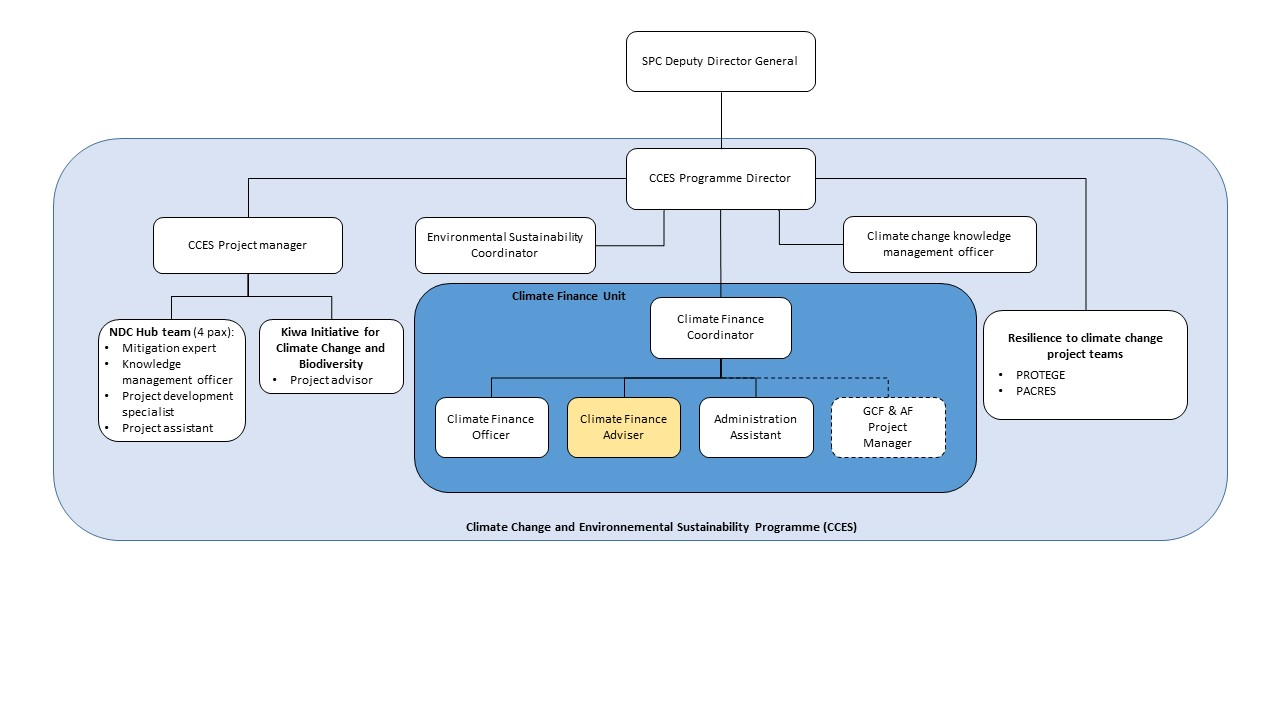 SPC Deputy Director General
CCES Programme Director
CCES Project manager
Environmental Sustainability
Coordinator
Climate change knowledge
management officer
NDC Hub team (4 pax):
• Mitigation expert
• Knowledge
management officer
• Project development
specialist
• Project assistant
Kiwa Initiative for
Climate Change and
Biodiversity
• Project advisor
Climate Finance Unit
Climate Finance
Coordinator
Climate Finance
Officer
Climate Finance
Adviser
Administration
Assistant
GCF & AF
Project
Manager
Resilience to climate change
project teams
• PROTEGE
• PACRES
Climate Change and Environnemental Sustainability Programme (CCES)